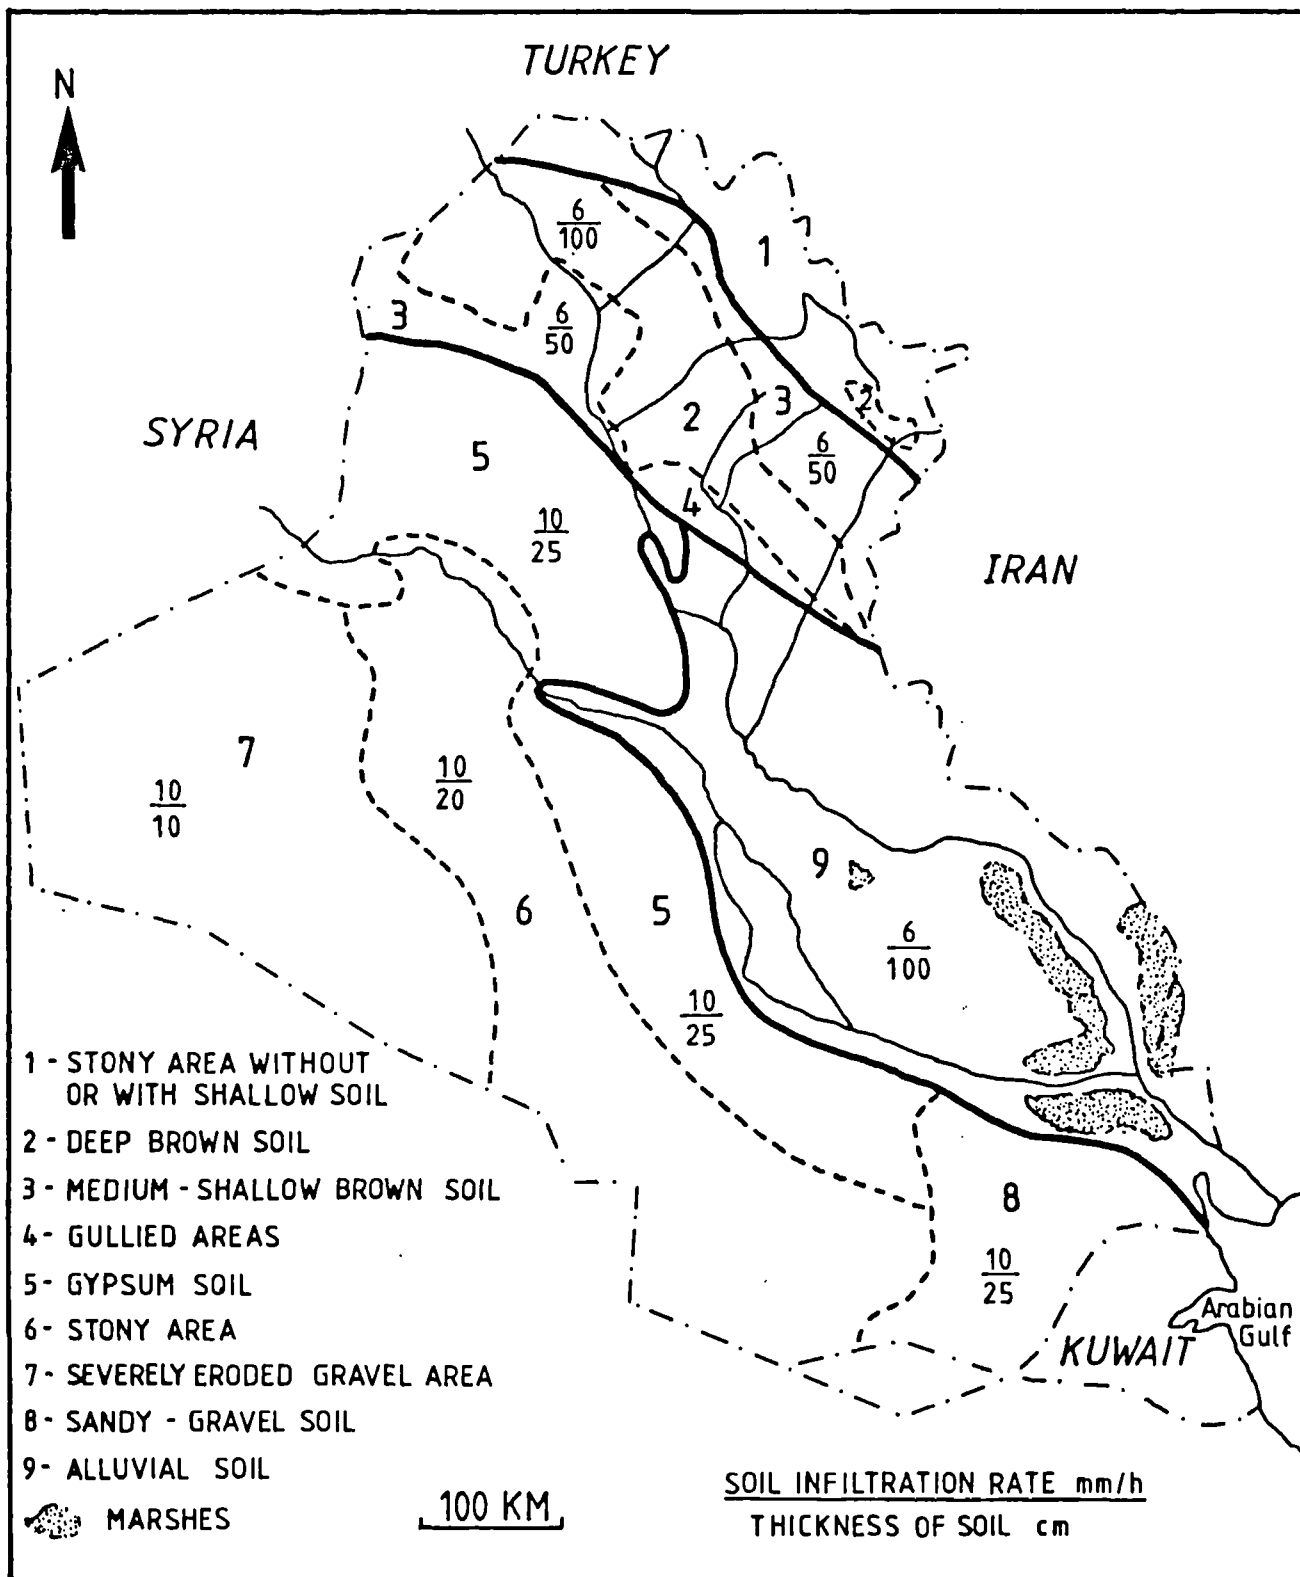 TURKEY
N
6
100
1
3
6
50
2
3
2
SYRIA
5
6
50
4
10
25
IRAN
7
10
20
10
10
9
6
5
6
100
10
25
1 - STONY AREA WITHOUT
OR WITH SHALLOW SOIL
2 - DEEP BROWN SOIL
3 - MEDIUM - SHALLOW BROWN SOIL
8
4 - GULLIED AREAS
5 - GYPSUM SOIL
10
25
Arabian
Gulf
6 - STONY AREA
KUWAIT
7 - SEVERELY ERODED GRAVEL AREA
8 - SANDY - GRAVEL SOIL
9 - ALLUVIAL SOIL
MARSHES
100 KM
SOIL INFILTRATION RATE mm/h
THICKNESS OF SOIL cm